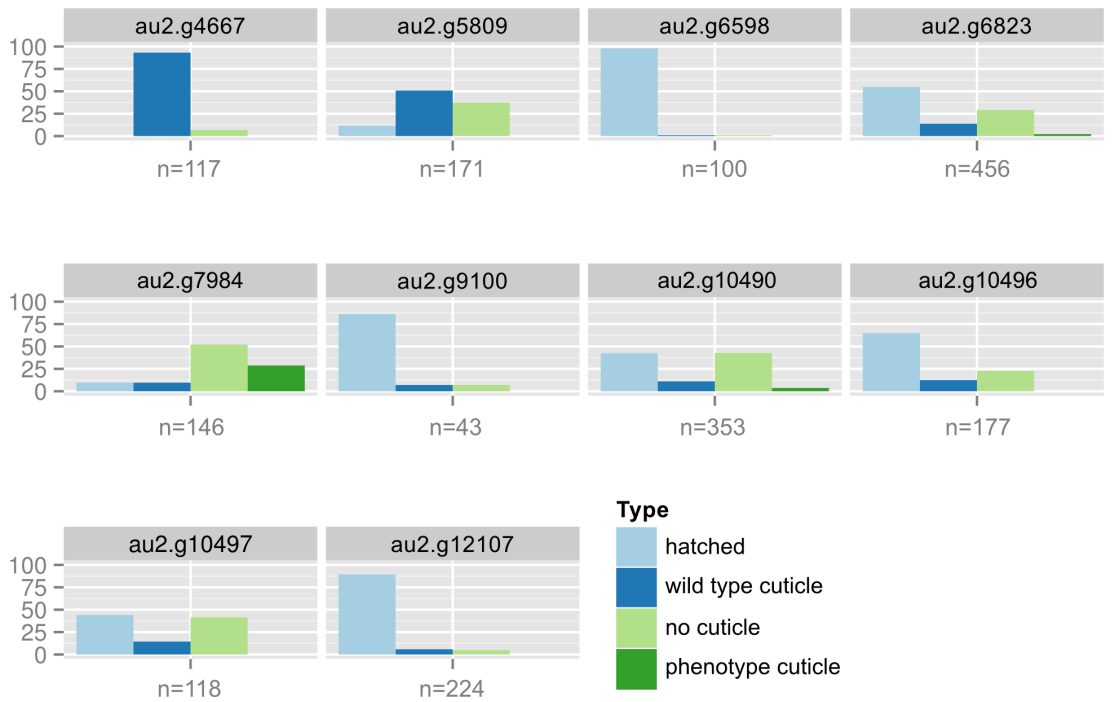 au2.g4667 au2.g5809 au2.g6598 au2.g6823
100
75
50
25
0
n=117 n=171 n=100 n=456
au2.g7984 au2.g9100 au2.g10490 au2.g10496
100
75
50
25
0
n=146 n=43 n=353 n=177
au2.g10497 au2.g12107
100
75
50
25
0
n=118 n=224
Type
hatched
wild type cuticle
no cuticle
phenotype cuticle